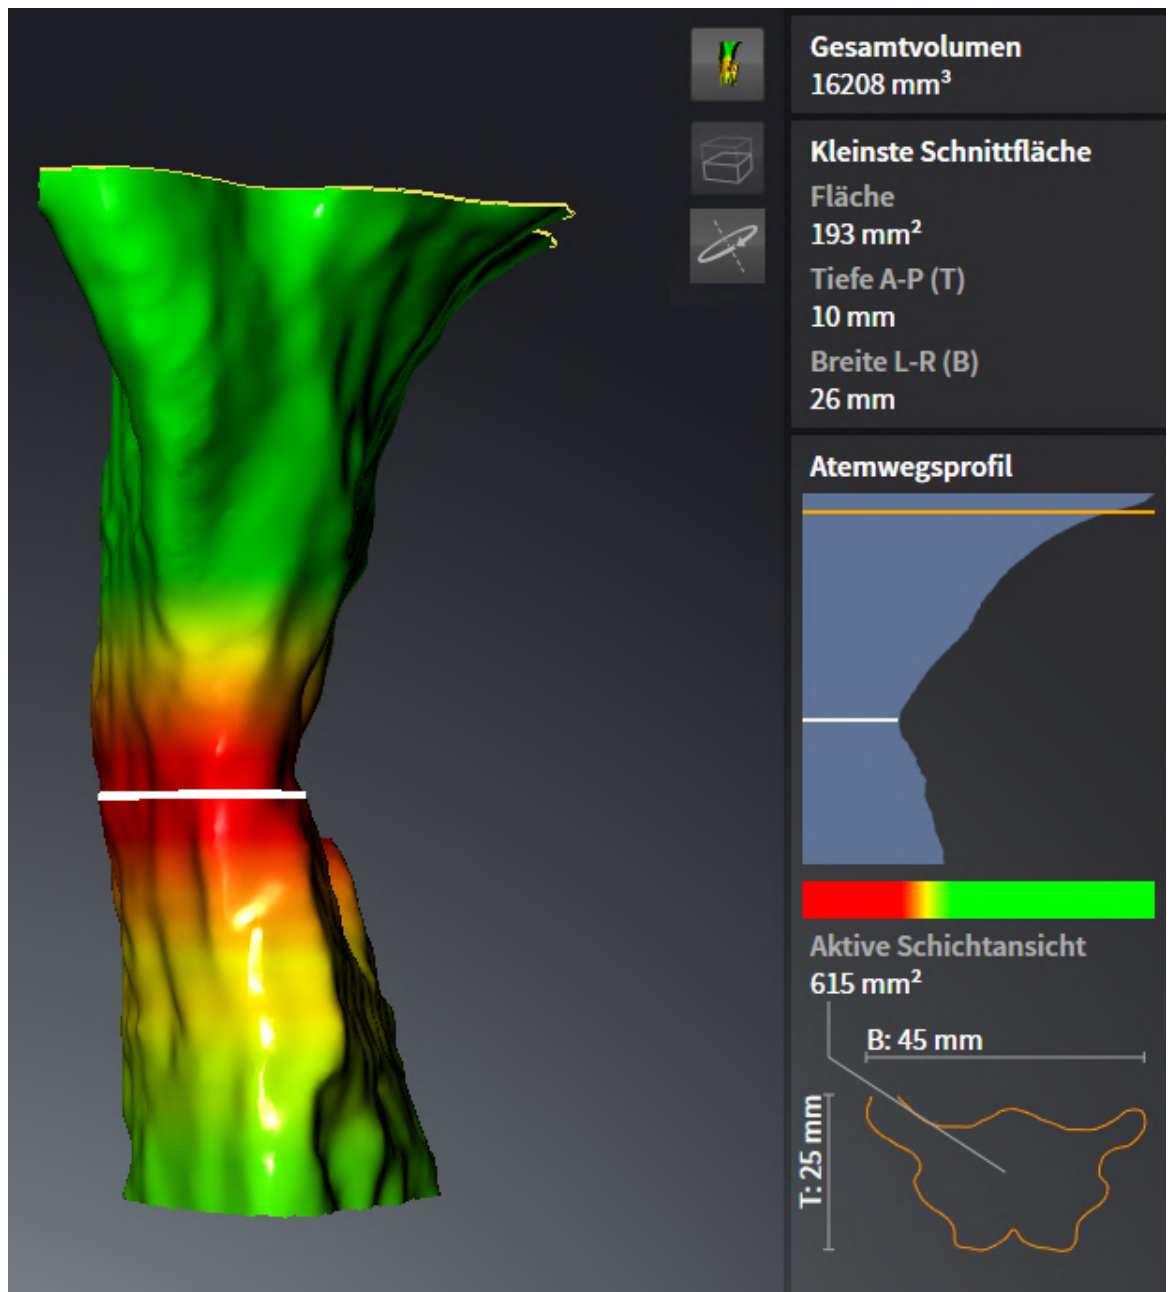 Gesamtvolumen
16208 mm³
Kleinste Schnittfläche
Fläche
193 mm²
Tiefe A-P (T)
10 mm
Breite L-R (B)
26 mm
Atemwegsprofil
Aktive Schichtansicht
615 mm²
B: 45 mm
T: 25 mm